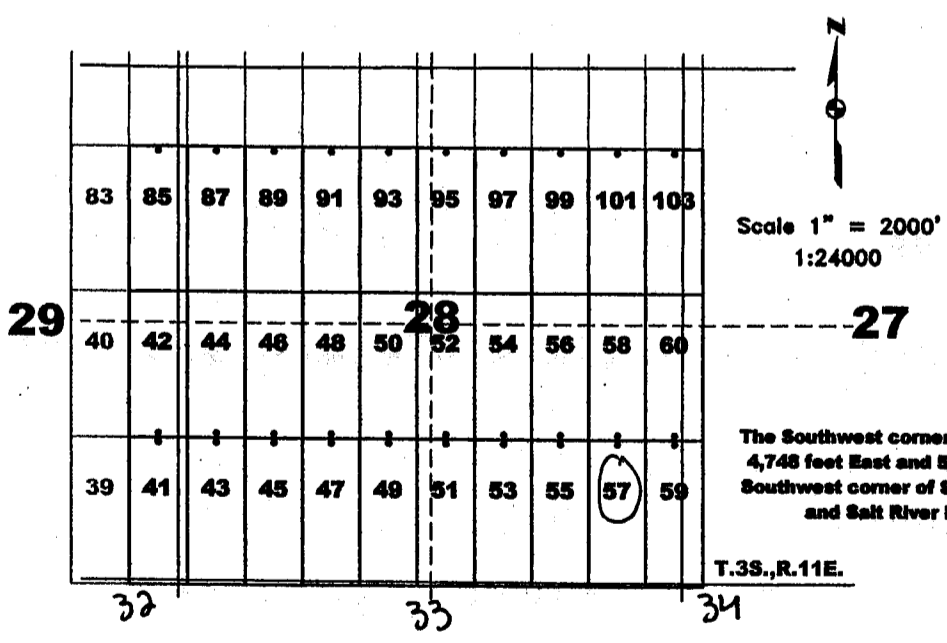 N
83 85 87 89 91 93 95 97 99 101 103
Scale 1" = 2000'
1:24000
29 28 27
40 42 44 46 48 50 52 54 56 58 60
The Southwest corner
4,748 feet East and
39 41 43 45 47 49 51 53 55 57 59
Southwest corner of
and Salt River
T.3S.,R.11E.
32 33 34